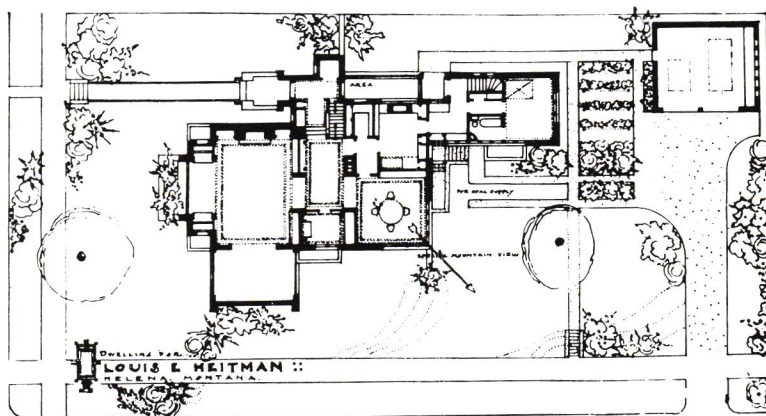 AREA
FOR COAL SUPPLY
MOUNTAIN VIEW
DWELLING FOR
LOUIS E HEITMAN ::
HELENA, MONTANA.